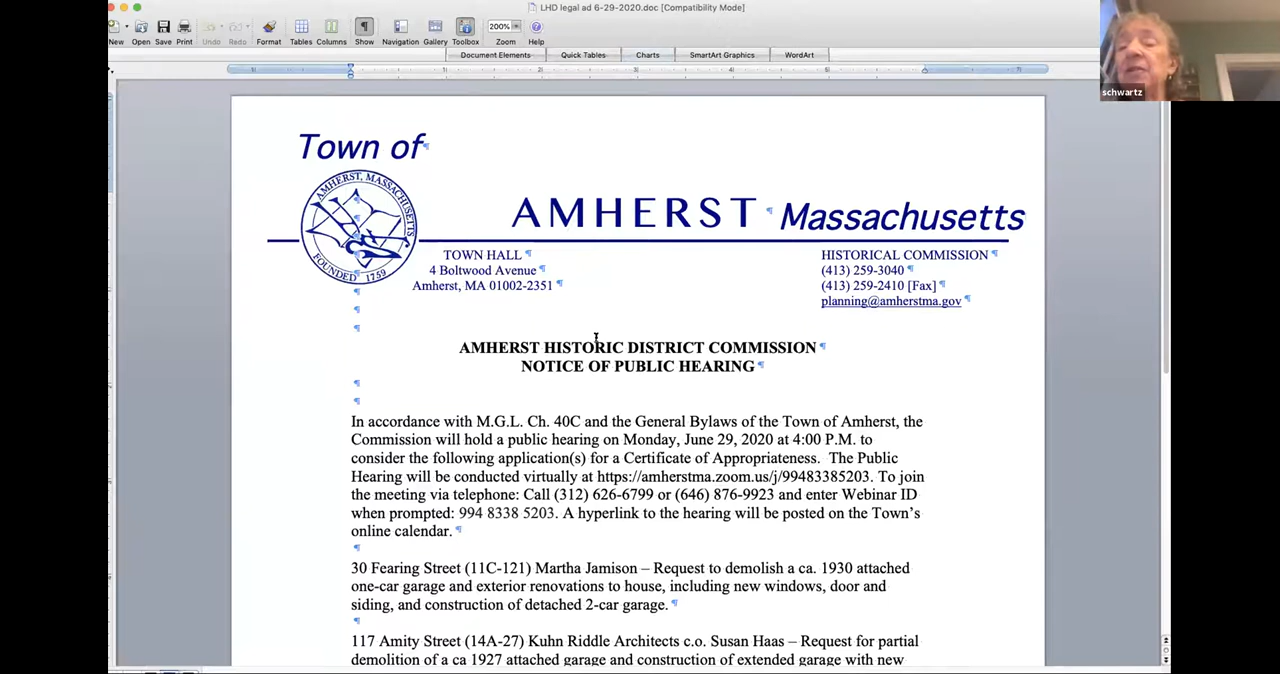 LHD legal ad 6-29-2020.doc [Compatibility Mode]
New Open Save Print Undo Redo Format Tables Columns Show Navigation Gallery Toolbox Zoom Help
200%
Document Elements Quick Tables Charts SmartArt Graphics WordArt
schwartz
Town of
AMHERST Massachusetts
AMHERST, MASSACHUSETTS
FOUNDED 1759
TOWN HALL
4 Boltwood Avenue
Amherst, MA 01002-2351
HISTORICAL COMMISSION
(413) 259-3040
(413) 259-2410 [Fax]
planning@amherstma.gov
AMHERST HISTORIC DISTRICT COMMISSION
NOTICE OF PUBLIC HEARING
In accordance with M.G.L. Ch. 40C and the General Bylaws of the Town of Amherst, the
Commission will hold a public hearing on Monday, June 29, 2020 at 4:00 P.M. to
consider the following application(s) for a Certificate of Appropriateness. The Public
Hearing will be conducted virtually at https://amherstma.zoom.us/j/99483385203. To join
the meeting via telephone: Call (312) 626-6799 or (646) 876-9923 and enter Webinar ID
when prompted: 994 8338 5203. A hyperlink to the hearing will be posted on the Town's
online calendar.
30 Fearing Street (11C-121) Martha Jamison – Request to demolish a ca. 1930 attached
one-car garage and exterior renovations to house, including new windows, door and
siding, and construction of detached 2-car garage.
117 Amity Street (14A-27) Kuhn Riddle Architects c.o. Susan Haas – Request for partial
demolition of a ca 1927 attached garage and construction of extended garage with new